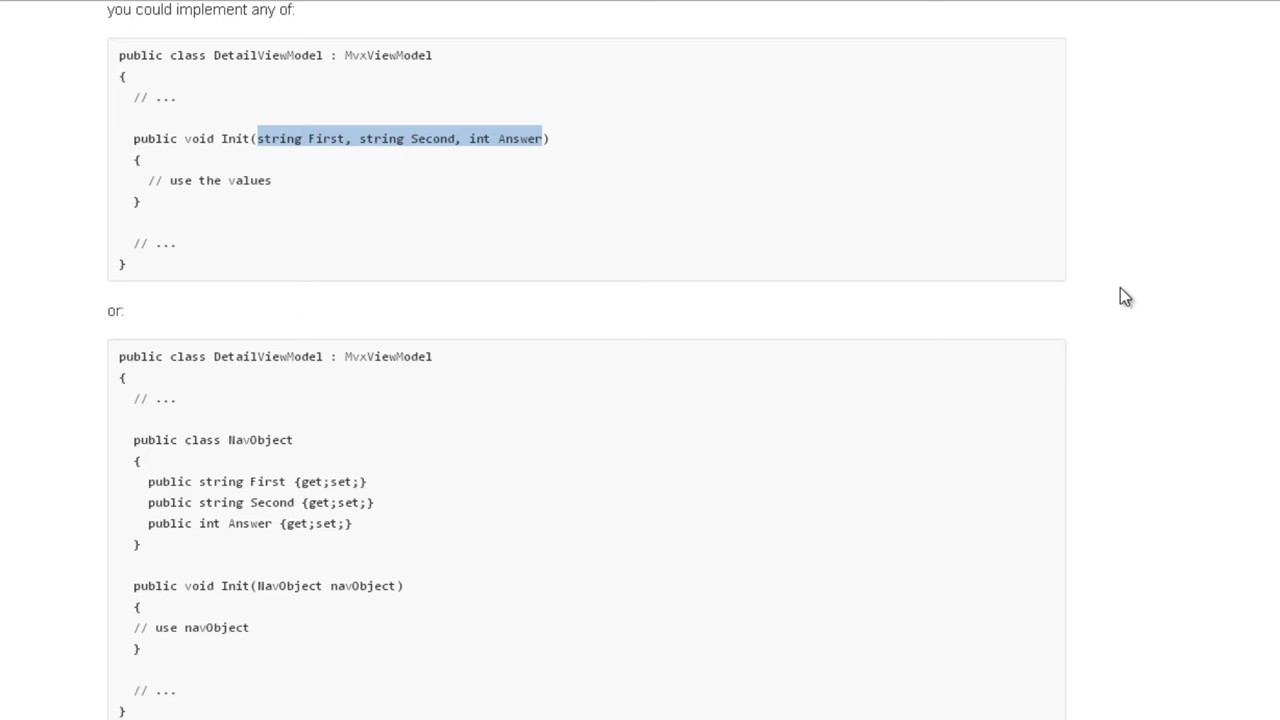 you could implement any of:
public class DetailViewModel : MvxViewModel
{
// ...
public void Init(string First, string Second, int Answer)
{
// use the values
}
// ...
}
or:
public class DetailViewModel : MvxViewModel
{
// ...
public class NavObject
{
public string First {get;set;}
public string Second {get;set;}
public int Answer {get;set;}
}
public void Init(NavObject navObject)
{
// use navObject
}
// ...
}